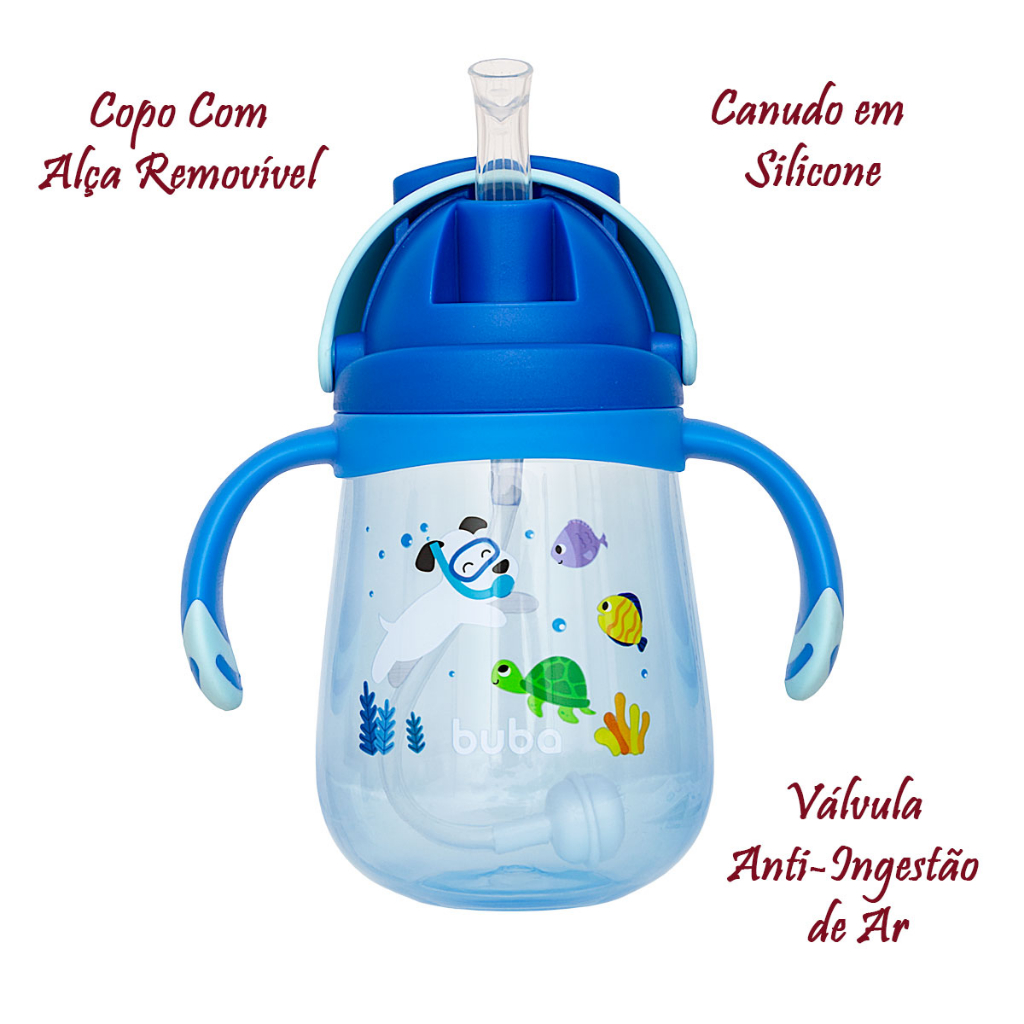 Copo Com
Alça Removível
Canudo em
Silicone
buba
Válvula
Anti-Ingestão
de Ar